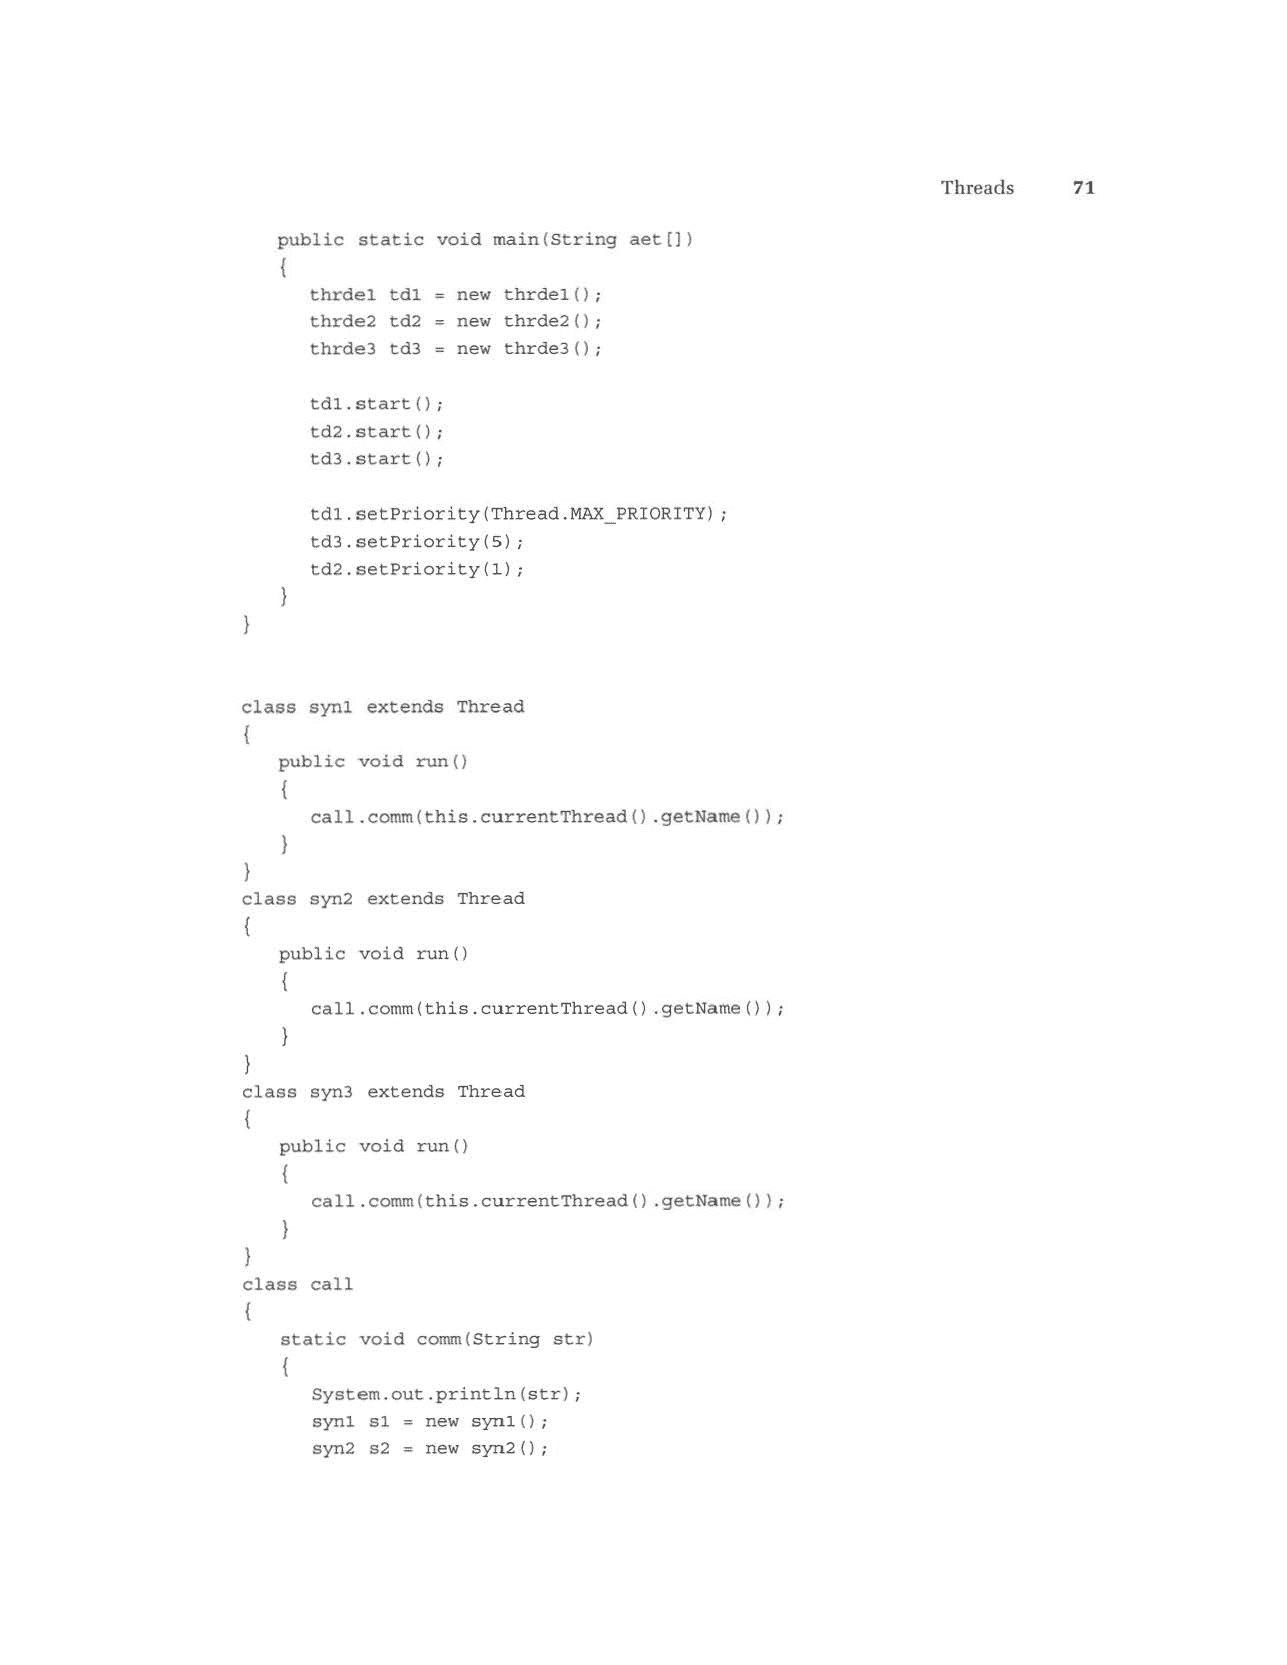 Threads 71
public static void main(String aet[])
{
thrde1 td1 = new thrde1();
thrde2 td2 = new thrde2();
thrde3 td3 = new thrde3();
td1.start();
td2.start();
td3.start();
td1.setPriority(Thread.MAX_PRIORITY);
td3.setPriority(5);
td2.setPriority(1);
}
}
class syn1 extends Thread
{
public void run()
{
call.comm(this.currentThread().getName());
}
}
class syn2 extends Thread
{
public void run()
{
call.comm(this.currentThread().getName());
}
}
class syn3 extends Thread
{
public void run()
{
call.comm(this.currentThread().getName());
}
}
class call
{
static void comm(String str)
{
System.out.println(str);
syn1 s1 = new syn1();
syn2 s2 = new syn2();